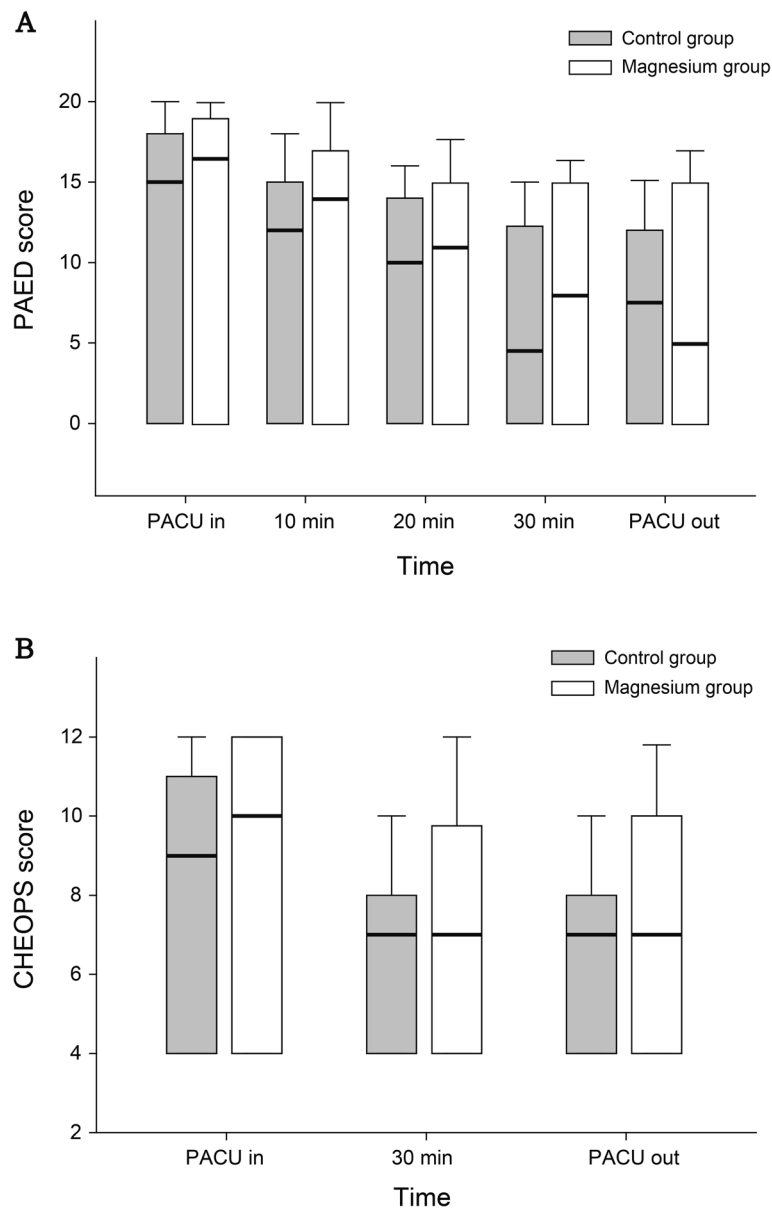 A
Control group
Magnesium group
20
15
10
5
0
PAED score
PACU in 10 min 20 min 30 min PACU out
Time
B
Control group
Magnesium group
12
10
8
6
4
2
CHEOPS score
PACU in 30 min PACU out
Time